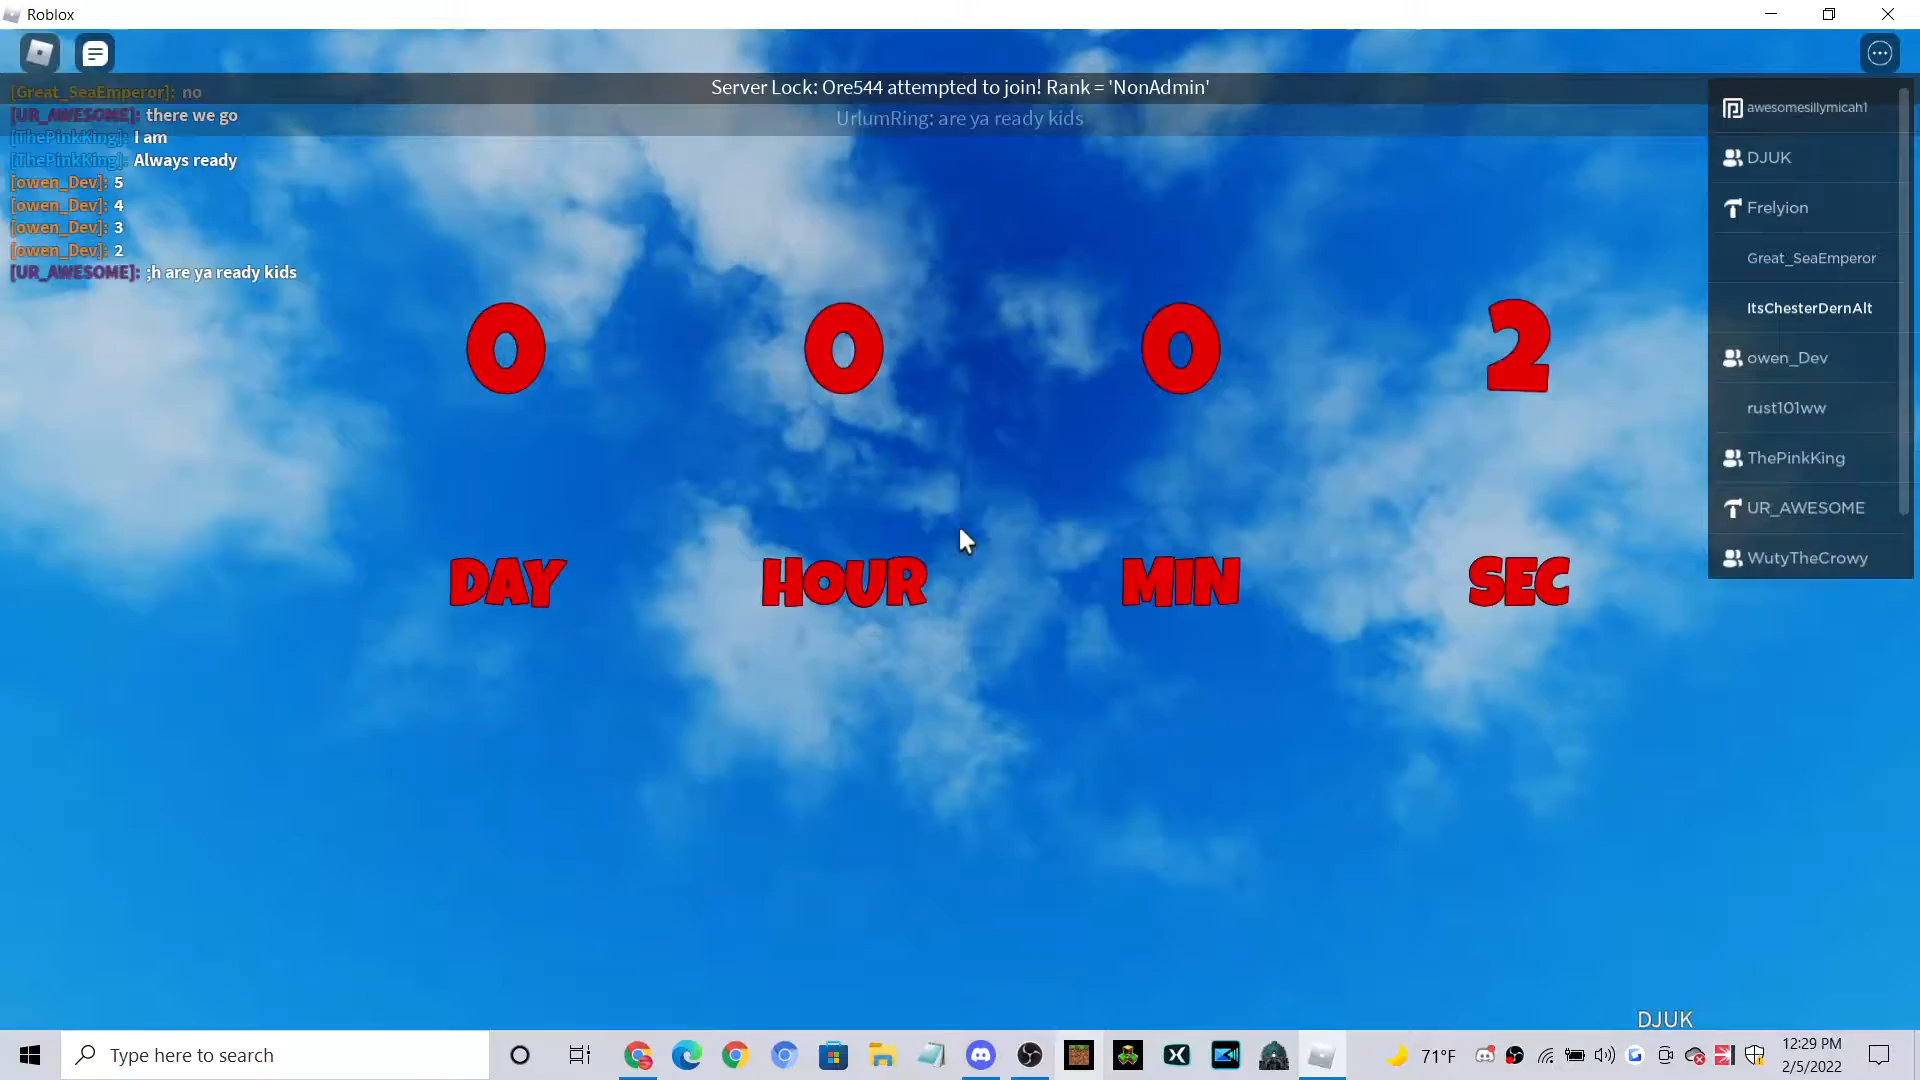 Roblox
Server Lock: Ore544 attempted to join! Rank = 'NonAdmin'
UrlumRing: are ya ready kids
[Great_SeaEmperor]: no
[UR_AWESOME]: there we go
[ThePinkKing]: I am
[ThePinkKing]: Always ready
[owen_Dev]: 5
[owen_Dev]: 4
[owen_Dev]: 3
[owen_Dev]: 2
[UR_AWESOME]: ;h are ya ready kids
awesomesillymicah1
DJUK
Frelyion
Great_SeaEmperor
ItsChesterDernAlt
owen_Dev
rust101ww
ThePinkKing
UR_AWESOME
WutyTheCrowy
0 0 0 2
DAY HOUR MIN SEC
DJUK
Type here to search
71°F
12:29 PM
2/5/2022